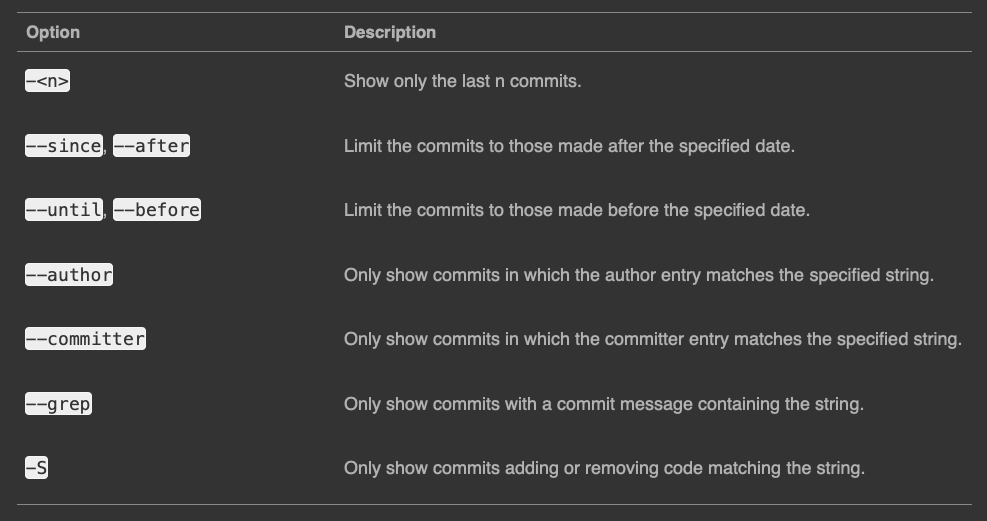 Option Description
-<n> Show only the last n commits.
--since, --after Limit the commits to those made after the specified date.
--until, --before Limit the commits to those made before the specified date.
--author Only show commits in which the author entry matches the specified string.
--committer Only show commits in which the committer entry matches the specified string.
--grep Only show commits with a commit message containing the string.
-S Only show commits adding or removing code matching the string.